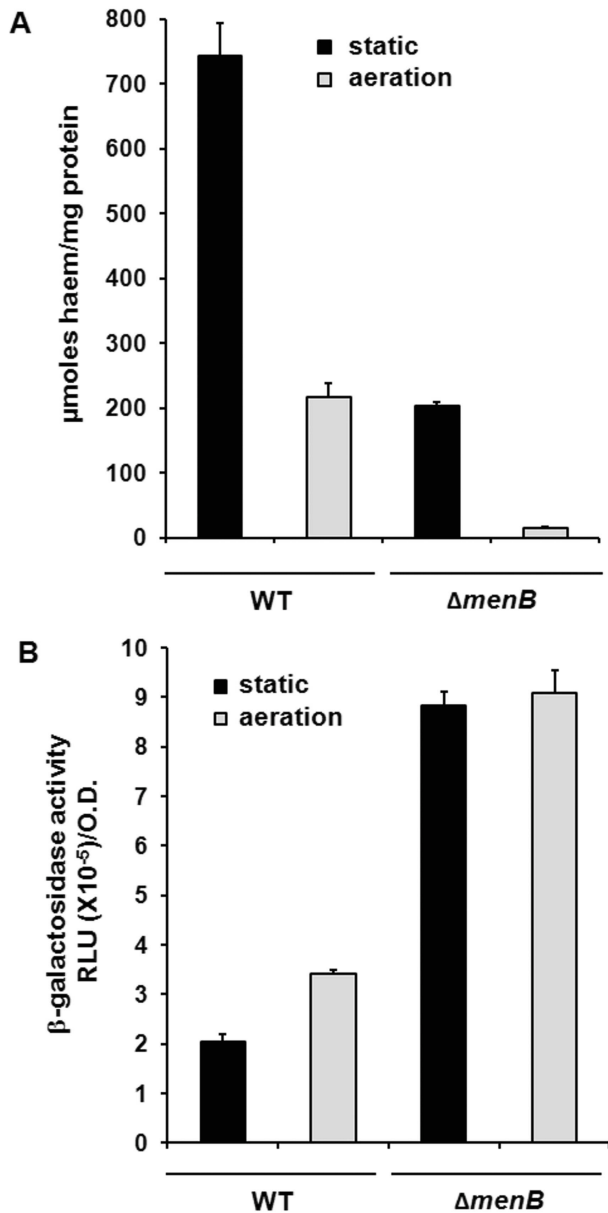 A
static
aeration
µmoles haem/mg protein
800
700
600
500
400
300
200
100
0
WT
ΔmenB
B
static
aeration
β-galactosidase activity
RLU (X10⁻⁵)/O.D.
10
9
8
7
6
5
4
3
2
1
0
WT
ΔmenB